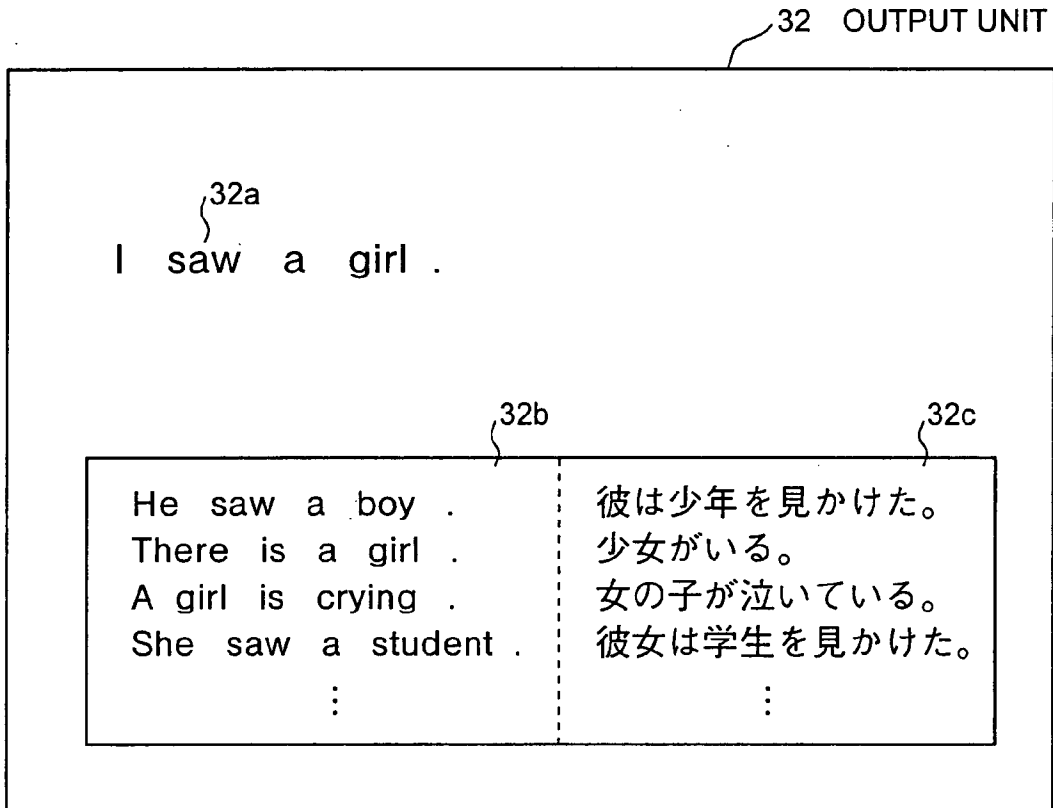 32 OUTPUT UNIT
32a
I saw a girl .
32b
32c
He saw a boy .
There is a girl .
A girl is crying .
She saw a student .
⋮
彼は少年を見かけた。
少女がいる。
女の子が泣いている。
彼女は学生を見かけた。
⋮